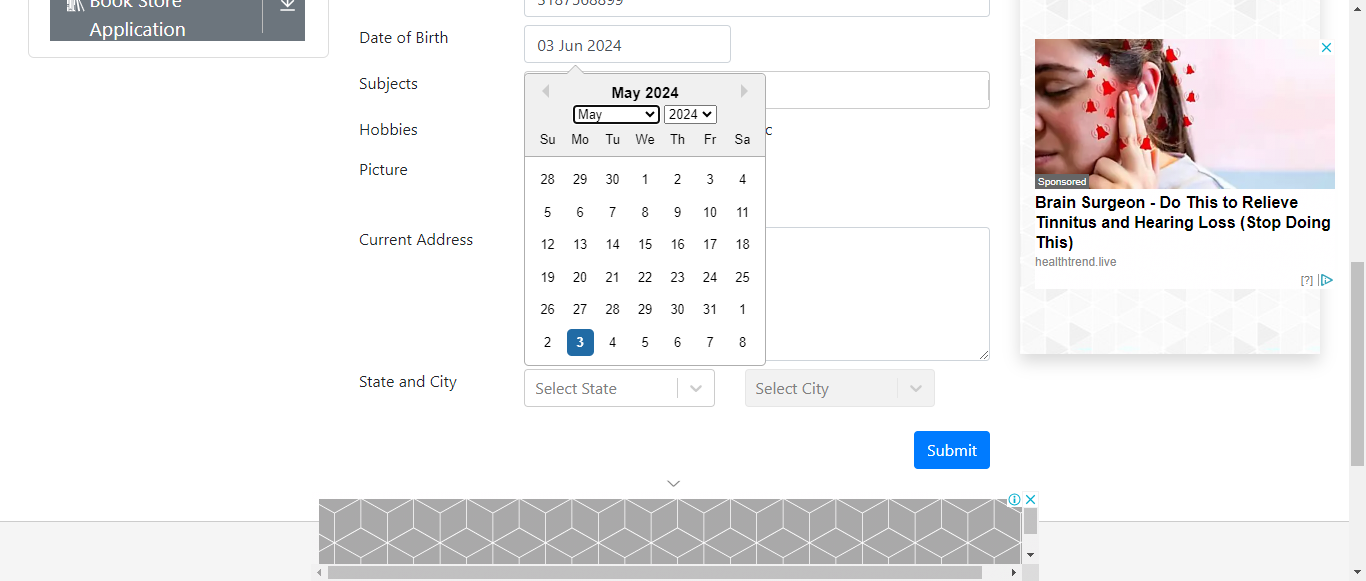 Book Store
Application
5187568899
Date of Birth
03 Jun 2024
Subjects
Hobbies
c
Picture
Current Address
State and City
May 2024
May 2024
Su Mo Tu We Th Fr Sa
28 29 30 1 2 3 4
5 6 7 8 9 10 11
12 13 14 15 16 17 18
19 20 21 22 23 24 25
26 27 28 29 30 31 1
2 3 4 5 6 7 8
Select State
Select City
Submit
Sponsored
Brain Surgeon - Do This to Relieve
Tinnitus and Hearing Loss (Stop Doing
This)
healthtrend.live
[?]